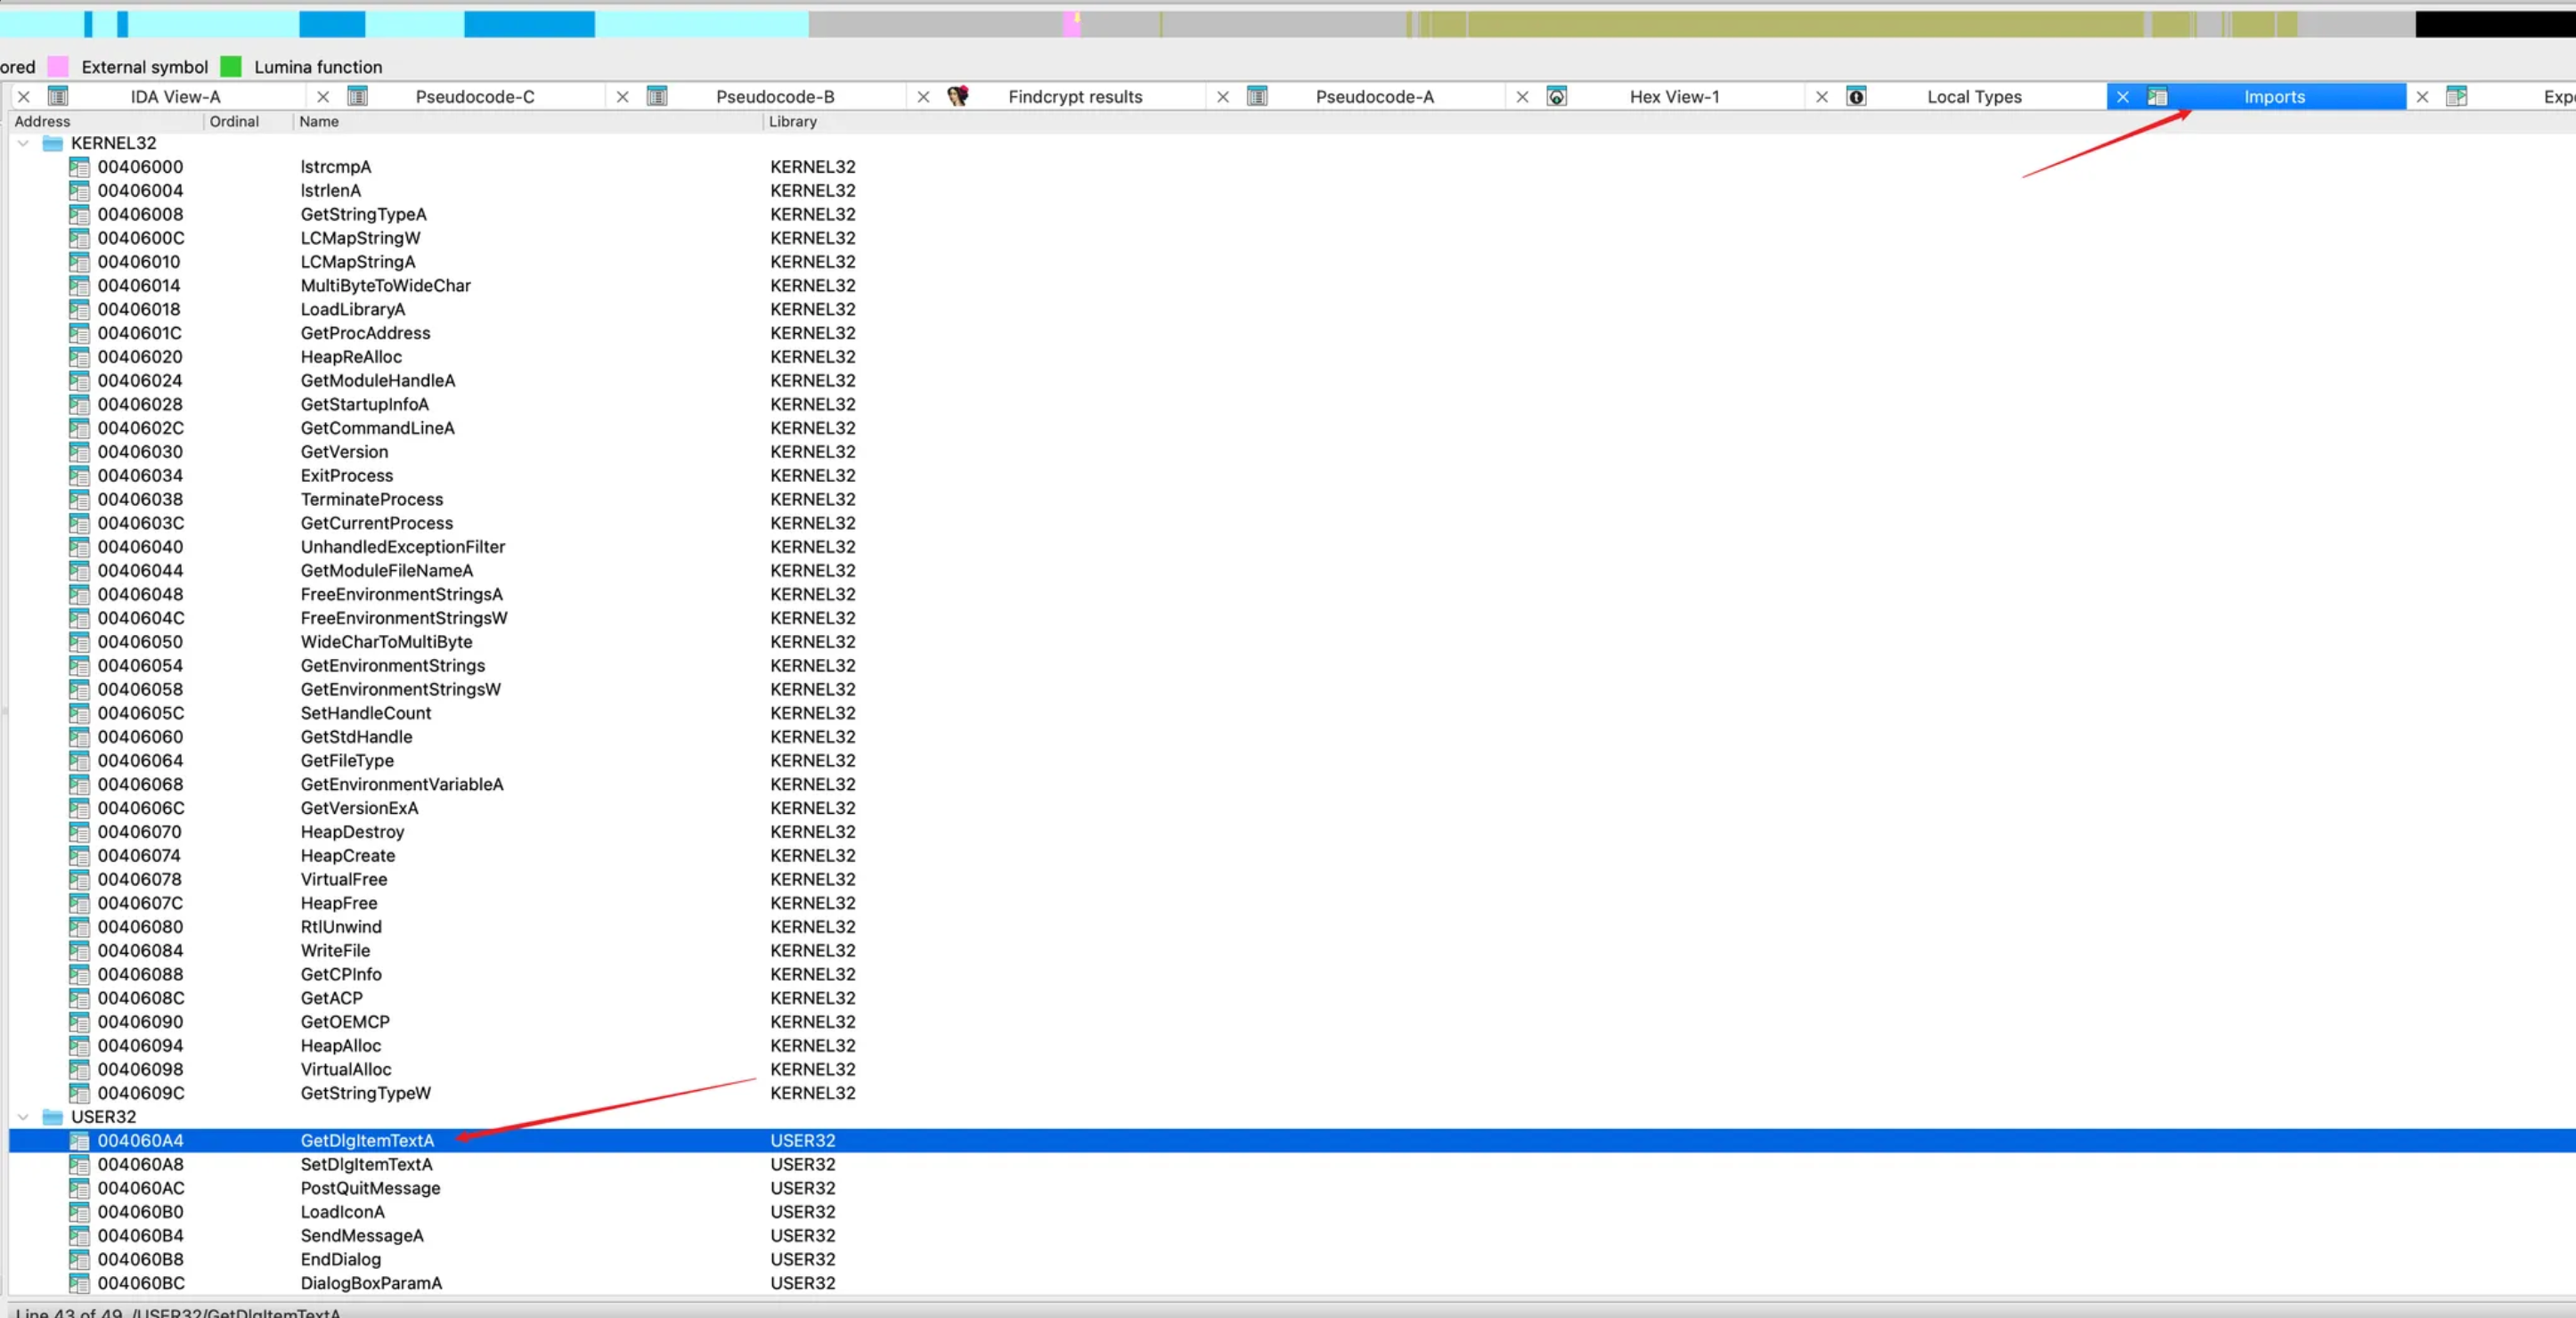 ored External symbol Lumina function
IDA View-A Pseudocode-C Pseudocode-B Findcrypt results Pseudocode-A Hex View-1 Local Types Imports Exp
Address Ordinal Name Library
KERNEL32
00406000 lstrcmpA KERNEL32
00406004 lstrlenA KERNEL32
00406008 GetStringTypeA KERNEL32
0040600C LCMapStringW KERNEL32
00406010 LCMapStringA KERNEL32
00406014 MultiByteToWideChar KERNEL32
00406018 LoadLibraryA KERNEL32
0040601C GetProcAddress KERNEL32
00406020 HeapReAlloc KERNEL32
00406024 GetModuleHandleA KERNEL32
00406028 GetStartupInfoA KERNEL32
0040602C GetCommandLineA KERNEL32
00406030 GetVersion KERNEL32
00406034 ExitProcess KERNEL32
00406038 TerminateProcess KERNEL32
0040603C GetCurrentProcess KERNEL32
00406040 UnhandledExceptionFilter KERNEL32
00406044 GetModuleFileNameA KERNEL32
00406048 FreeEnvironmentStringsA KERNEL32
0040604C FreeEnvironmentStringsW KERNEL32
00406050 WideCharToMultiByte KERNEL32
00406054 GetEnvironmentStrings KERNEL32
00406058 GetEnvironmentStringsW KERNEL32
0040605C SetHandleCount KERNEL32
00406060 GetStdHandle KERNEL32
00406064 GetFileType KERNEL32
00406068 GetEnvironmentVariableA KERNEL32
0040606C GetVersionExA KERNEL32
00406070 HeapDestroy KERNEL32
00406074 HeapCreate KERNEL32
00406078 VirtualFree KERNEL32
0040607C HeapFree KERNEL32
00406080 RtlUnwind KERNEL32
00406084 WriteFile KERNEL32
00406088 GetCPInfo KERNEL32
0040608C GetACP KERNEL32
00406090 GetOEMCP KERNEL32
00406094 HeapAlloc KERNEL32
00406098 VirtualAlloc KERNEL32
0040609C GetStringTypeW KERNEL32
USER32
004060A4 GetDlgItemTextA USER32
004060A8 SetDlgItemTextA USER32
004060AC PostQuitMessage USER32
004060B0 LoadIconA USER32
004060B4 SendMessageA USER32
004060B8 EndDialog USER32
004060BC DialogBoxParamA USER32
Line 43 of 49, /USER32/GetDlgItemTextA